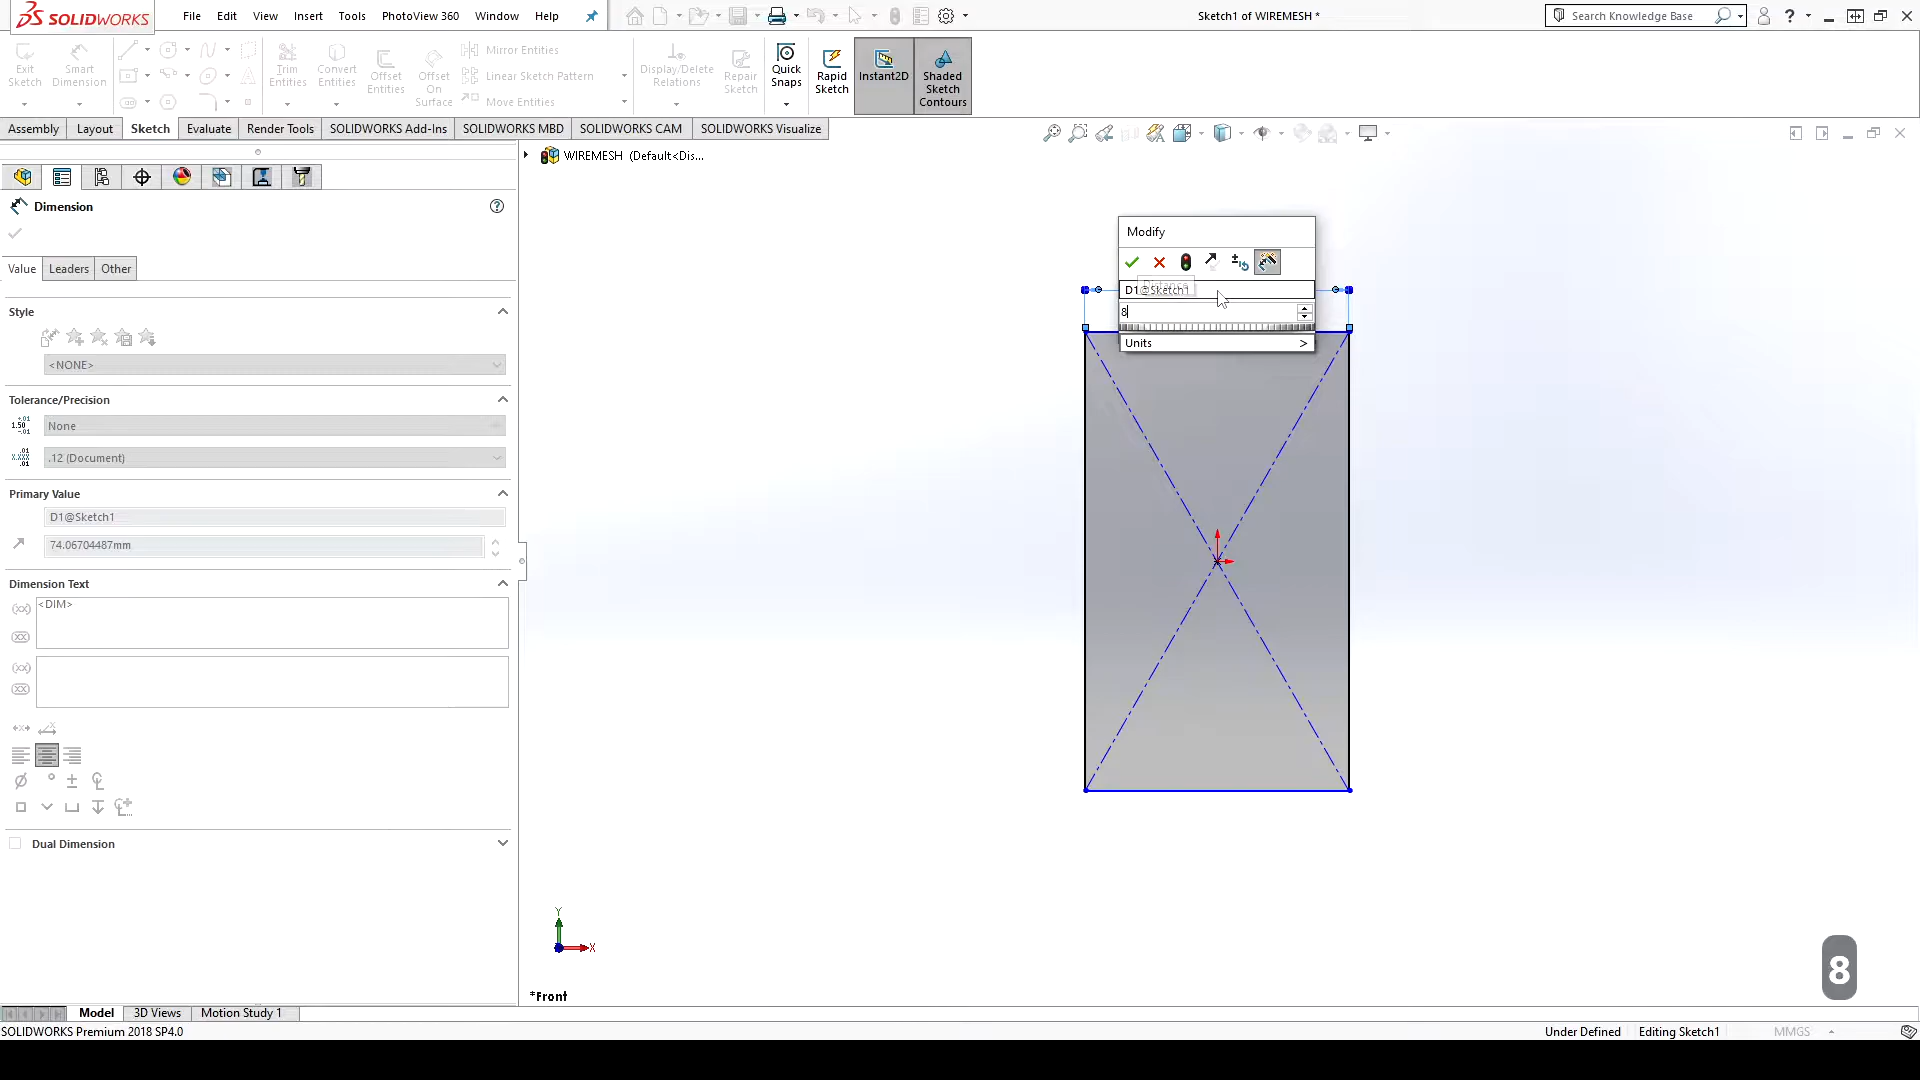 SOLIDWORKS
File Edit View Insert Tools PhotoView 360 Window Help
Sketch1 of WIREMESH *
Search Knowledge Base
Exit Sketch
Smart Dimension
Trim Entities
Convert Entities
Offset Entities
Offset On Surface
Mirror Entities
Linear Sketch Pattern
Move Entities
Display/Delete Relations
Repair Sketch
Quick Snaps
Rapid Sketch
Instant2D
Shaded Sketch Contours
Assembly Layout Sketch Evaluate Render Tools SOLIDWORKS Add-Ins SOLIDWORKS MBD SOLIDWORKS CAM SOLIDWORKS Visualize
WIREMESH (Default<Dis...
Dimension
Value Leaders Other
Style
<NONE>
Tolerance/Precision
None
.12 (Document)
Primary Value
D1@Sketch1
74.06704487mm
Dimension Text
<DIM>
Dual Dimension
Modify
D1@Sketch1
8
Units >
Y
X
*Front
8
Model 3D Views Motion Study 1
SOLIDWORKS Premium 2018 SP4.0
Under Defined Editing Sketch1 MMGS